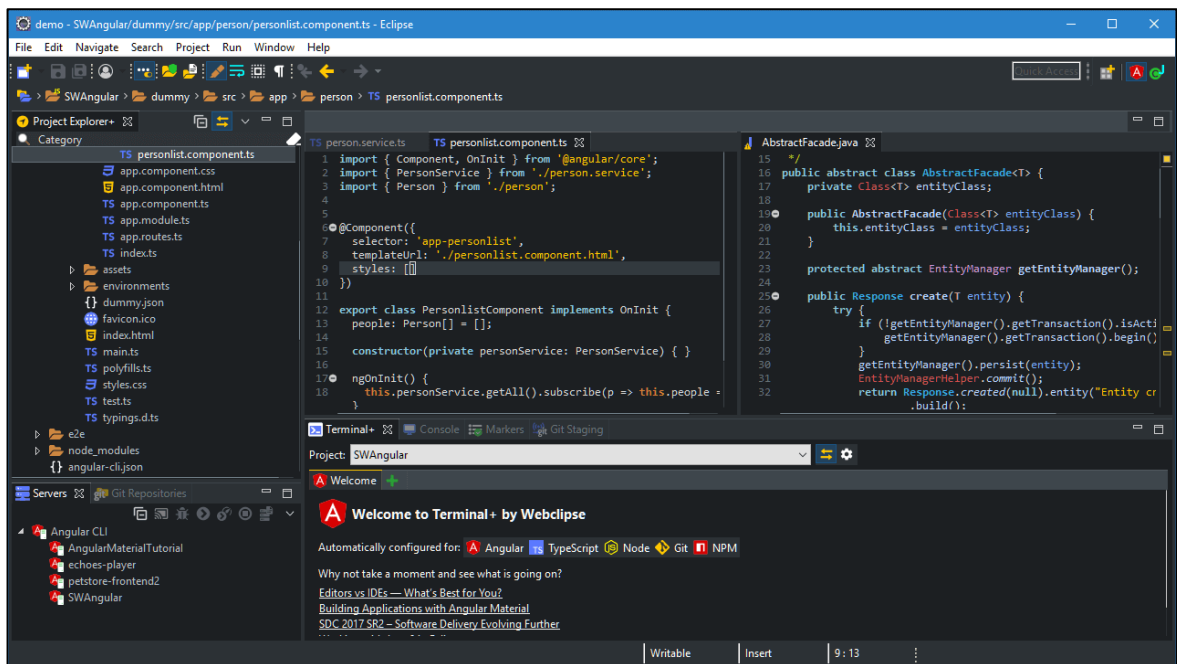 demo - SWAngular/dummy/src/app/person/personlist.component.ts - Eclipse
File Edit Navigate Search Project Run Window Help
Quick Access
SWAngular > dummy > src > app > person > TS personlist.component.ts
Project Explorer+
Category
TS personlist.component.ts
app.component.css
app.component.html
TS app.component.ts
TS app.module.ts
TS app.routes.ts
TS index.ts
assets
environments
{} dummy.json
favicon.ico
index.html
TS main.ts
TS polyfills.ts
styles.css
TS test.ts
TS typings.d.ts
e2e
node_modules
{} angular-cli.json
Servers Git Repositories
Angular CLI
AngularMaterialTutorial
echoes-player
petstore-frontend2
SWAngular
TS person.service.ts TS personlist.component.ts
1 import { Component, OnInit } from '@angular/core';
2 import { PersonService } from './person.service';
3 import { Person } from './person';
4
5
6 @Component({
7 selector: 'app-personlist',
8 templateUrl: './personlist.component.html',
9 styles: []
10 })
11
12 export class PersonlistComponent implements OnInit {
13 people: Person[] = [];
14
15 constructor(private personService: PersonService) { }
16
17 ngOnInit() {
18 this.personService.getAll().subscribe(p => this.people =
}
AbstractFacade.java
15 */
16 public abstract class AbstractFacade<T> {
17 private Class<T> entityClass;
18
19 public AbstractFacade(Class<T> entityClass) {
20 this.entityClass = entityClass;
21 }
22
23 protected abstract EntityManager getEntityManager();
24
25 public Response create(T entity) {
26 try {
27 if (!getEntityManager().getTransaction().isActi
28 getEntityManager().getTransaction().begin()
29 }
30 getEntityManager().persist(entity);
31 EntityManagerHelper.commit();
32 return Response.created(null).entity("Entity cr
.build();
Terminal+ Console Markers Git Staging
Project: SWAngular
Welcome
Welcome to Terminal+ by Webclipse
Automatically configured for: Angular TS TypeScript Node Git NPM
Why not take a moment and see what is going on?
Editors vs IDEs — What's Best for You?
Building Applications with Angular Material
SDC 2017 SR2 – Software Delivery Evolving Further
Writable Insert 9 : 13